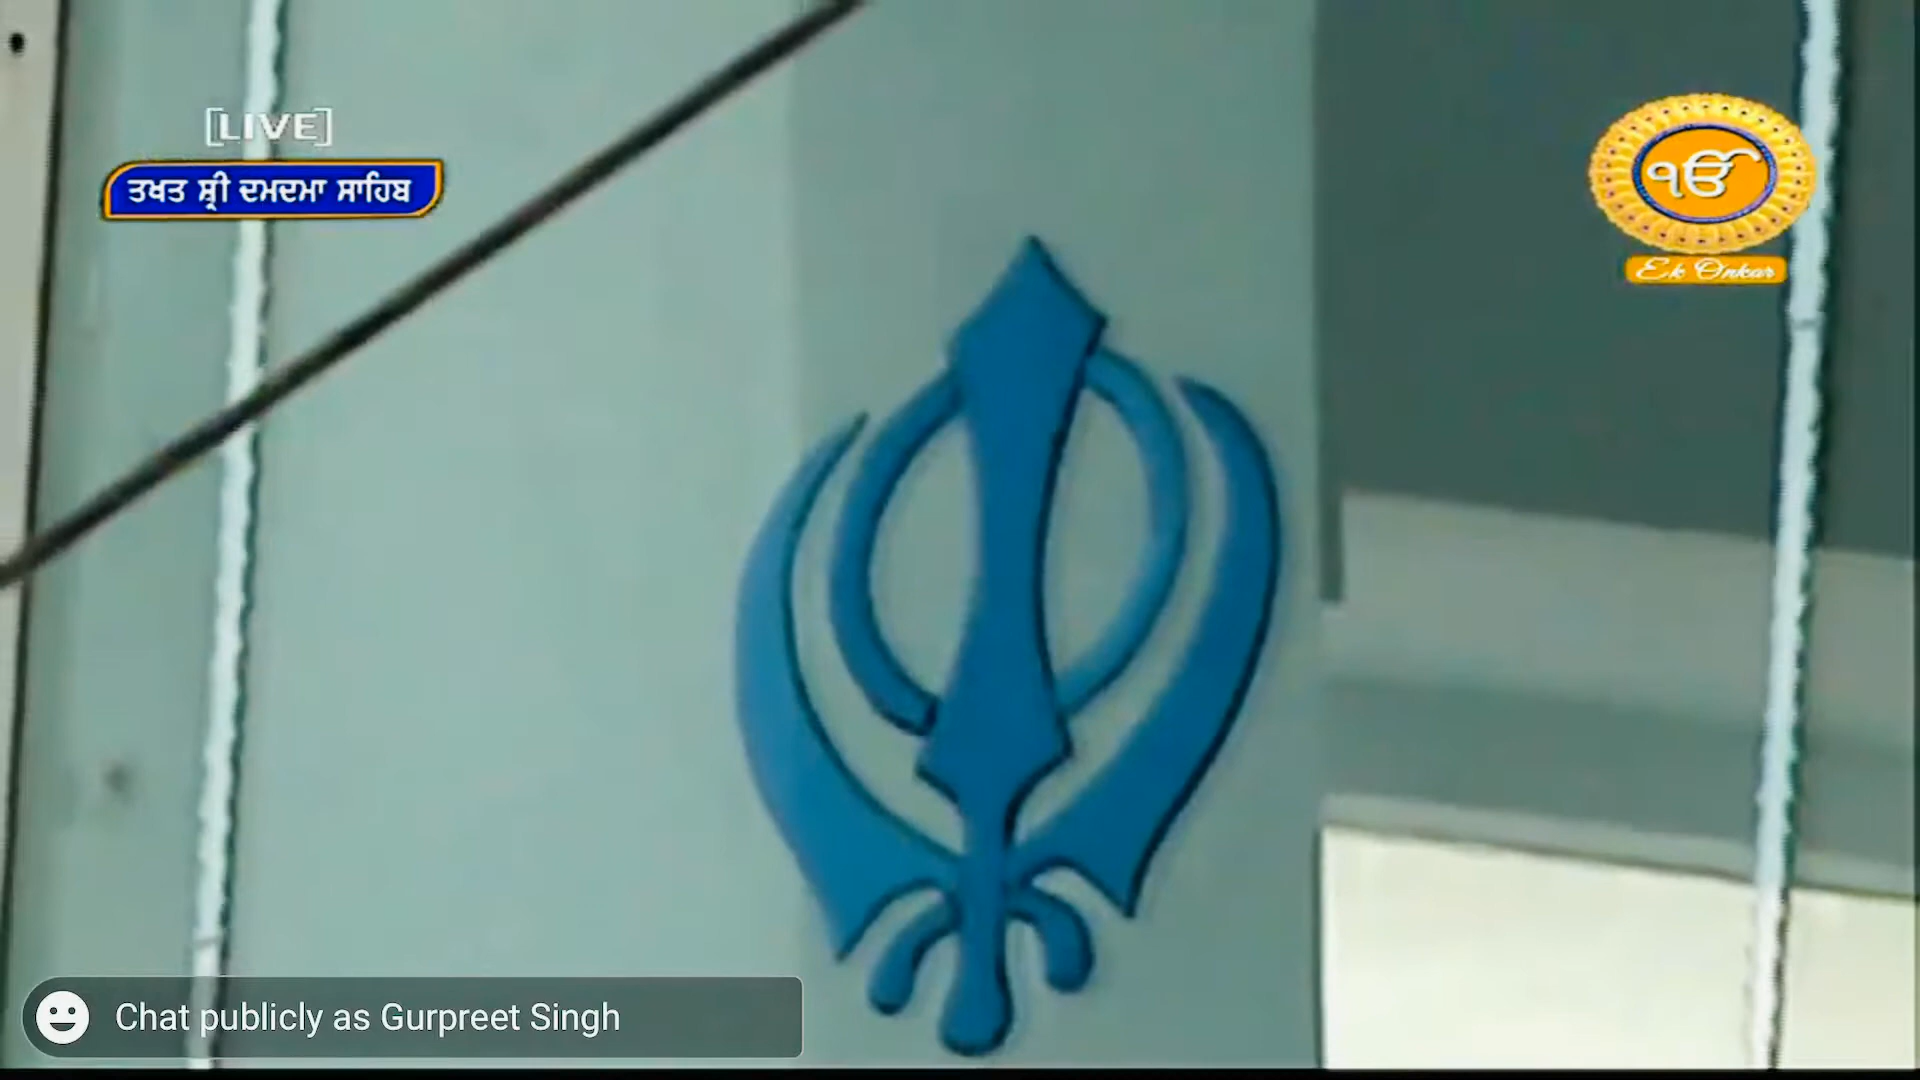 [LIVE]
ਤਖਤ ਸ਼੍ਰੀ ਦਮਦਮਾ ਸਾਹਿਬ
ੴ
Ek Onkar
Chat publicly as Gurpreet Singh